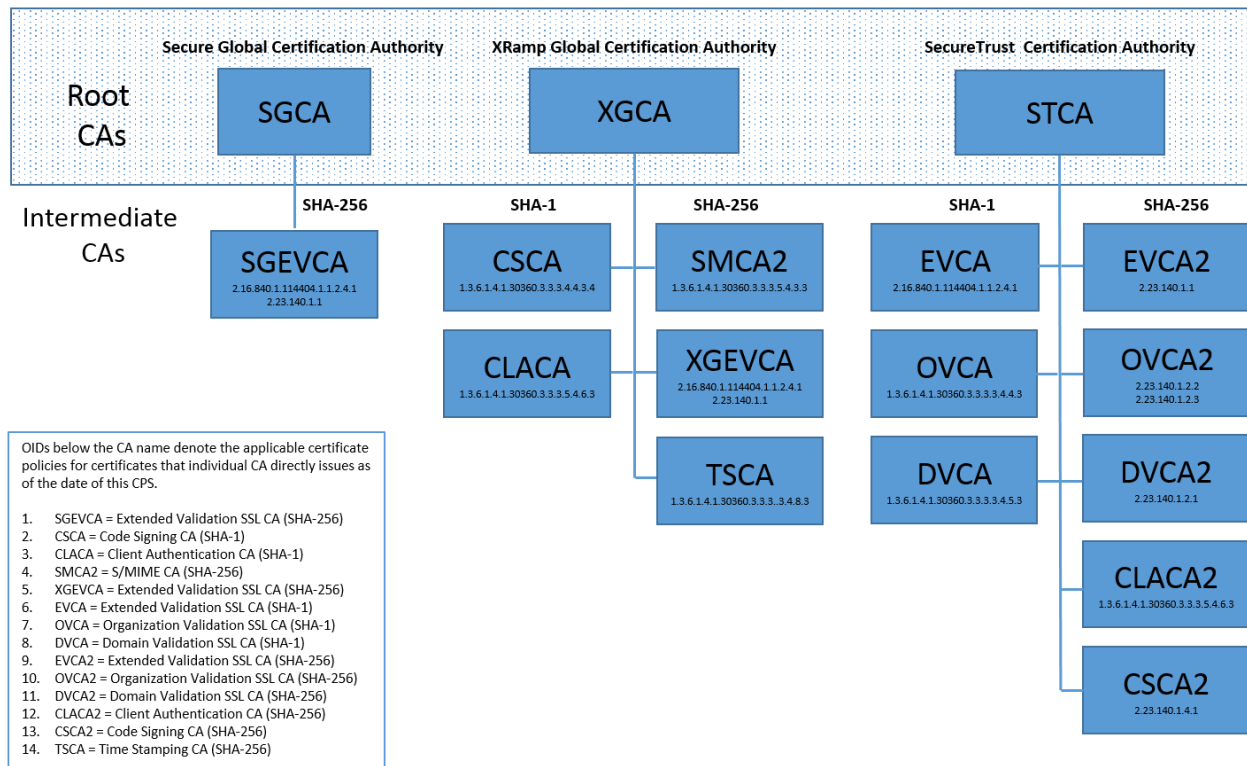 Secure Global Certification Authority
XRamp Global Certification Authority
SecureTrust  Certification Authority
Root
CAs
SGCA
XGCA
STCA
Intermediate
CAs
SHA-256
SHA-1
SHA-256
SHA-1
SHA-256
SGEVCA
2.16.840.1.114404.1.1.2.4.1
2.23.140.1.1
CSCA
1.3.6.1.4.1.30360.3.3.3.4.4.3.4
SMCA2
1.3.6.1.4.1.30360.3.3.3.5.4.3.3
EVCA
2.16.840.1.114404.1.1.2.4.1
EVCA2
2.23.140.1.1
CLACA
1.3.6.1.4.1.30360.3.3.3.5.4.6.3
XGEVCA
2.16.840.1.114404.1.1.2.4.1
2.23.140.1.1
OVCA
1.3.6.1.4.1.30360.3.3.3.3.4.4.3
OVCA2
2.23.140.1.2.2
2.23.140.1.2.3
TSCA
1.3.6.1.4.1.30360.3.3.3..3.4.8.3
DVCA
1.3.6.1.4.1.30360.3.3.3.3.4.5.3
DVCA2
2.23.140.1.2.1
CLACA2
1.3.6.1.4.1.30360.3.3.3.5.4.6.3
CSCA2
2.23.140.1.4.1
OIDs below the CA name denote the applicable certificate
policies for certificates that individual CA directly issues as
of the date of this CPS.
1. SGEVCA = Extended Validation SSL CA (SHA-256)
2. CSCA = Code Signing CA (SHA-1)
3. CLACA = Client Authentication CA (SHA-1)
4. SMCA2 = S/MIME CA (SHA-256)
5. XGEVCA = Extended Validation SSL CA (SHA-256)
6. EVCA = Extended Validation SSL CA (SHA-1)
7. OVCA = Organization Validation SSL CA (SHA-1)
8. DVCA = Domain Validation SSL CA (SHA-1)
9. EVCA2 = Extended Validation SSL CA (SHA-256)
10. OVCA2 = Organization Validation SSL CA (SHA-256)
11. DVCA2 = Domain Validation SSL CA (SHA-256)
12. CLACA2 = Client Authentication CA (SHA-256)
13. CSCA2 = Code Signing CA (SHA-256)
14. TSCA = Time Stamping CA (SHA-256)